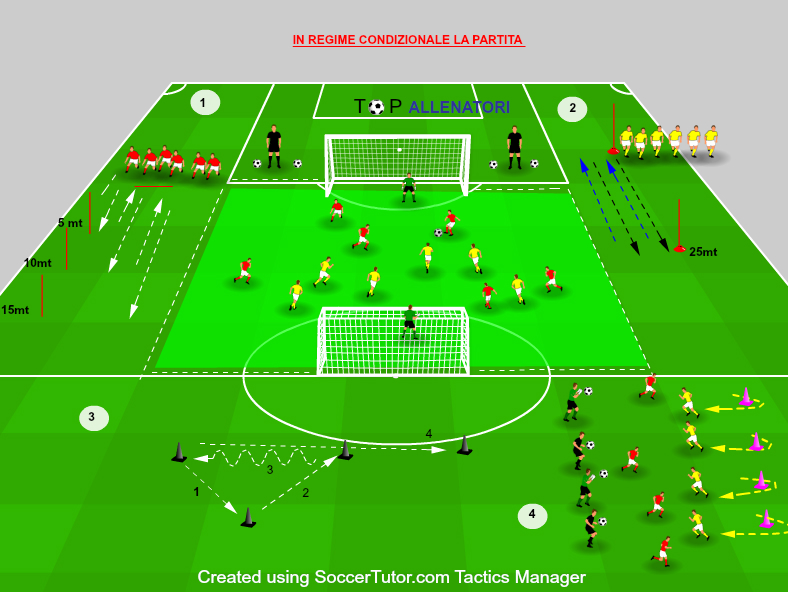 IN REGIME CONDIZIONALE LA PARTITA
1
TOP ALLENATORI
2
5 mt
10mt
15mt
25mt
3
4
3
1
2
4
Created using SoccerTutor.com Tactics Manager